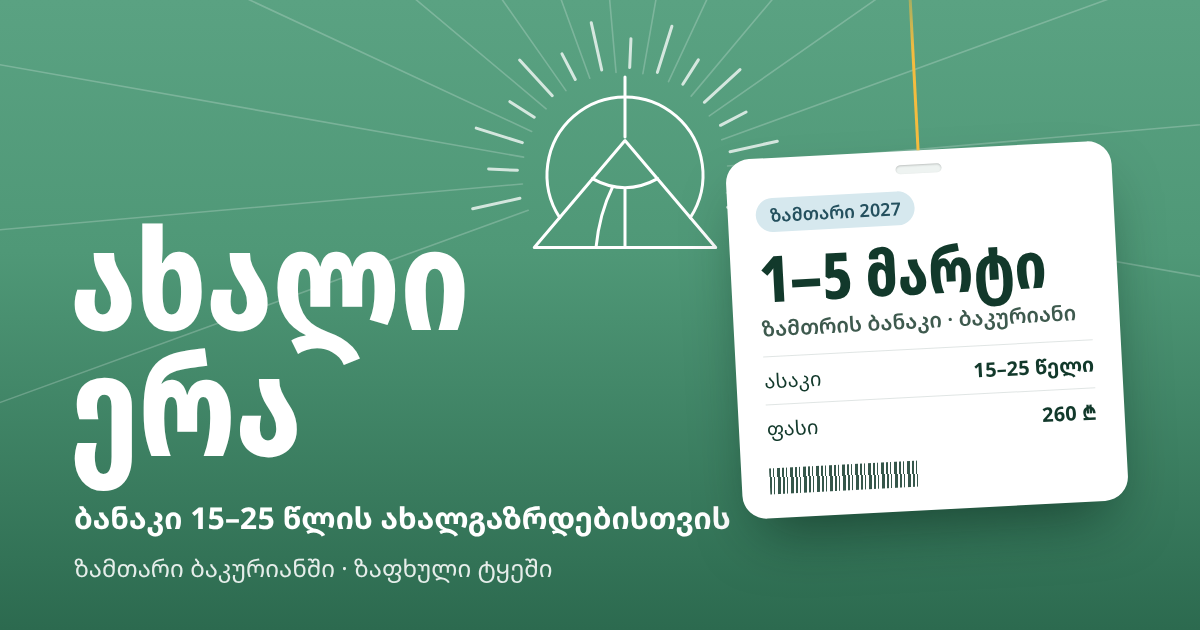 ახალი
ერა
ბანაკი 15–25 წლის ახალგაზრდებისთვის
ზამთარი ბაკურიანში · ზაფხული ტყეში
ზამთარი 2027
1–5 მარტი
ზამთრის ბანაკი · ბაკურიანი
ასაკი 15–25 წელი
ფასი 260 ₾